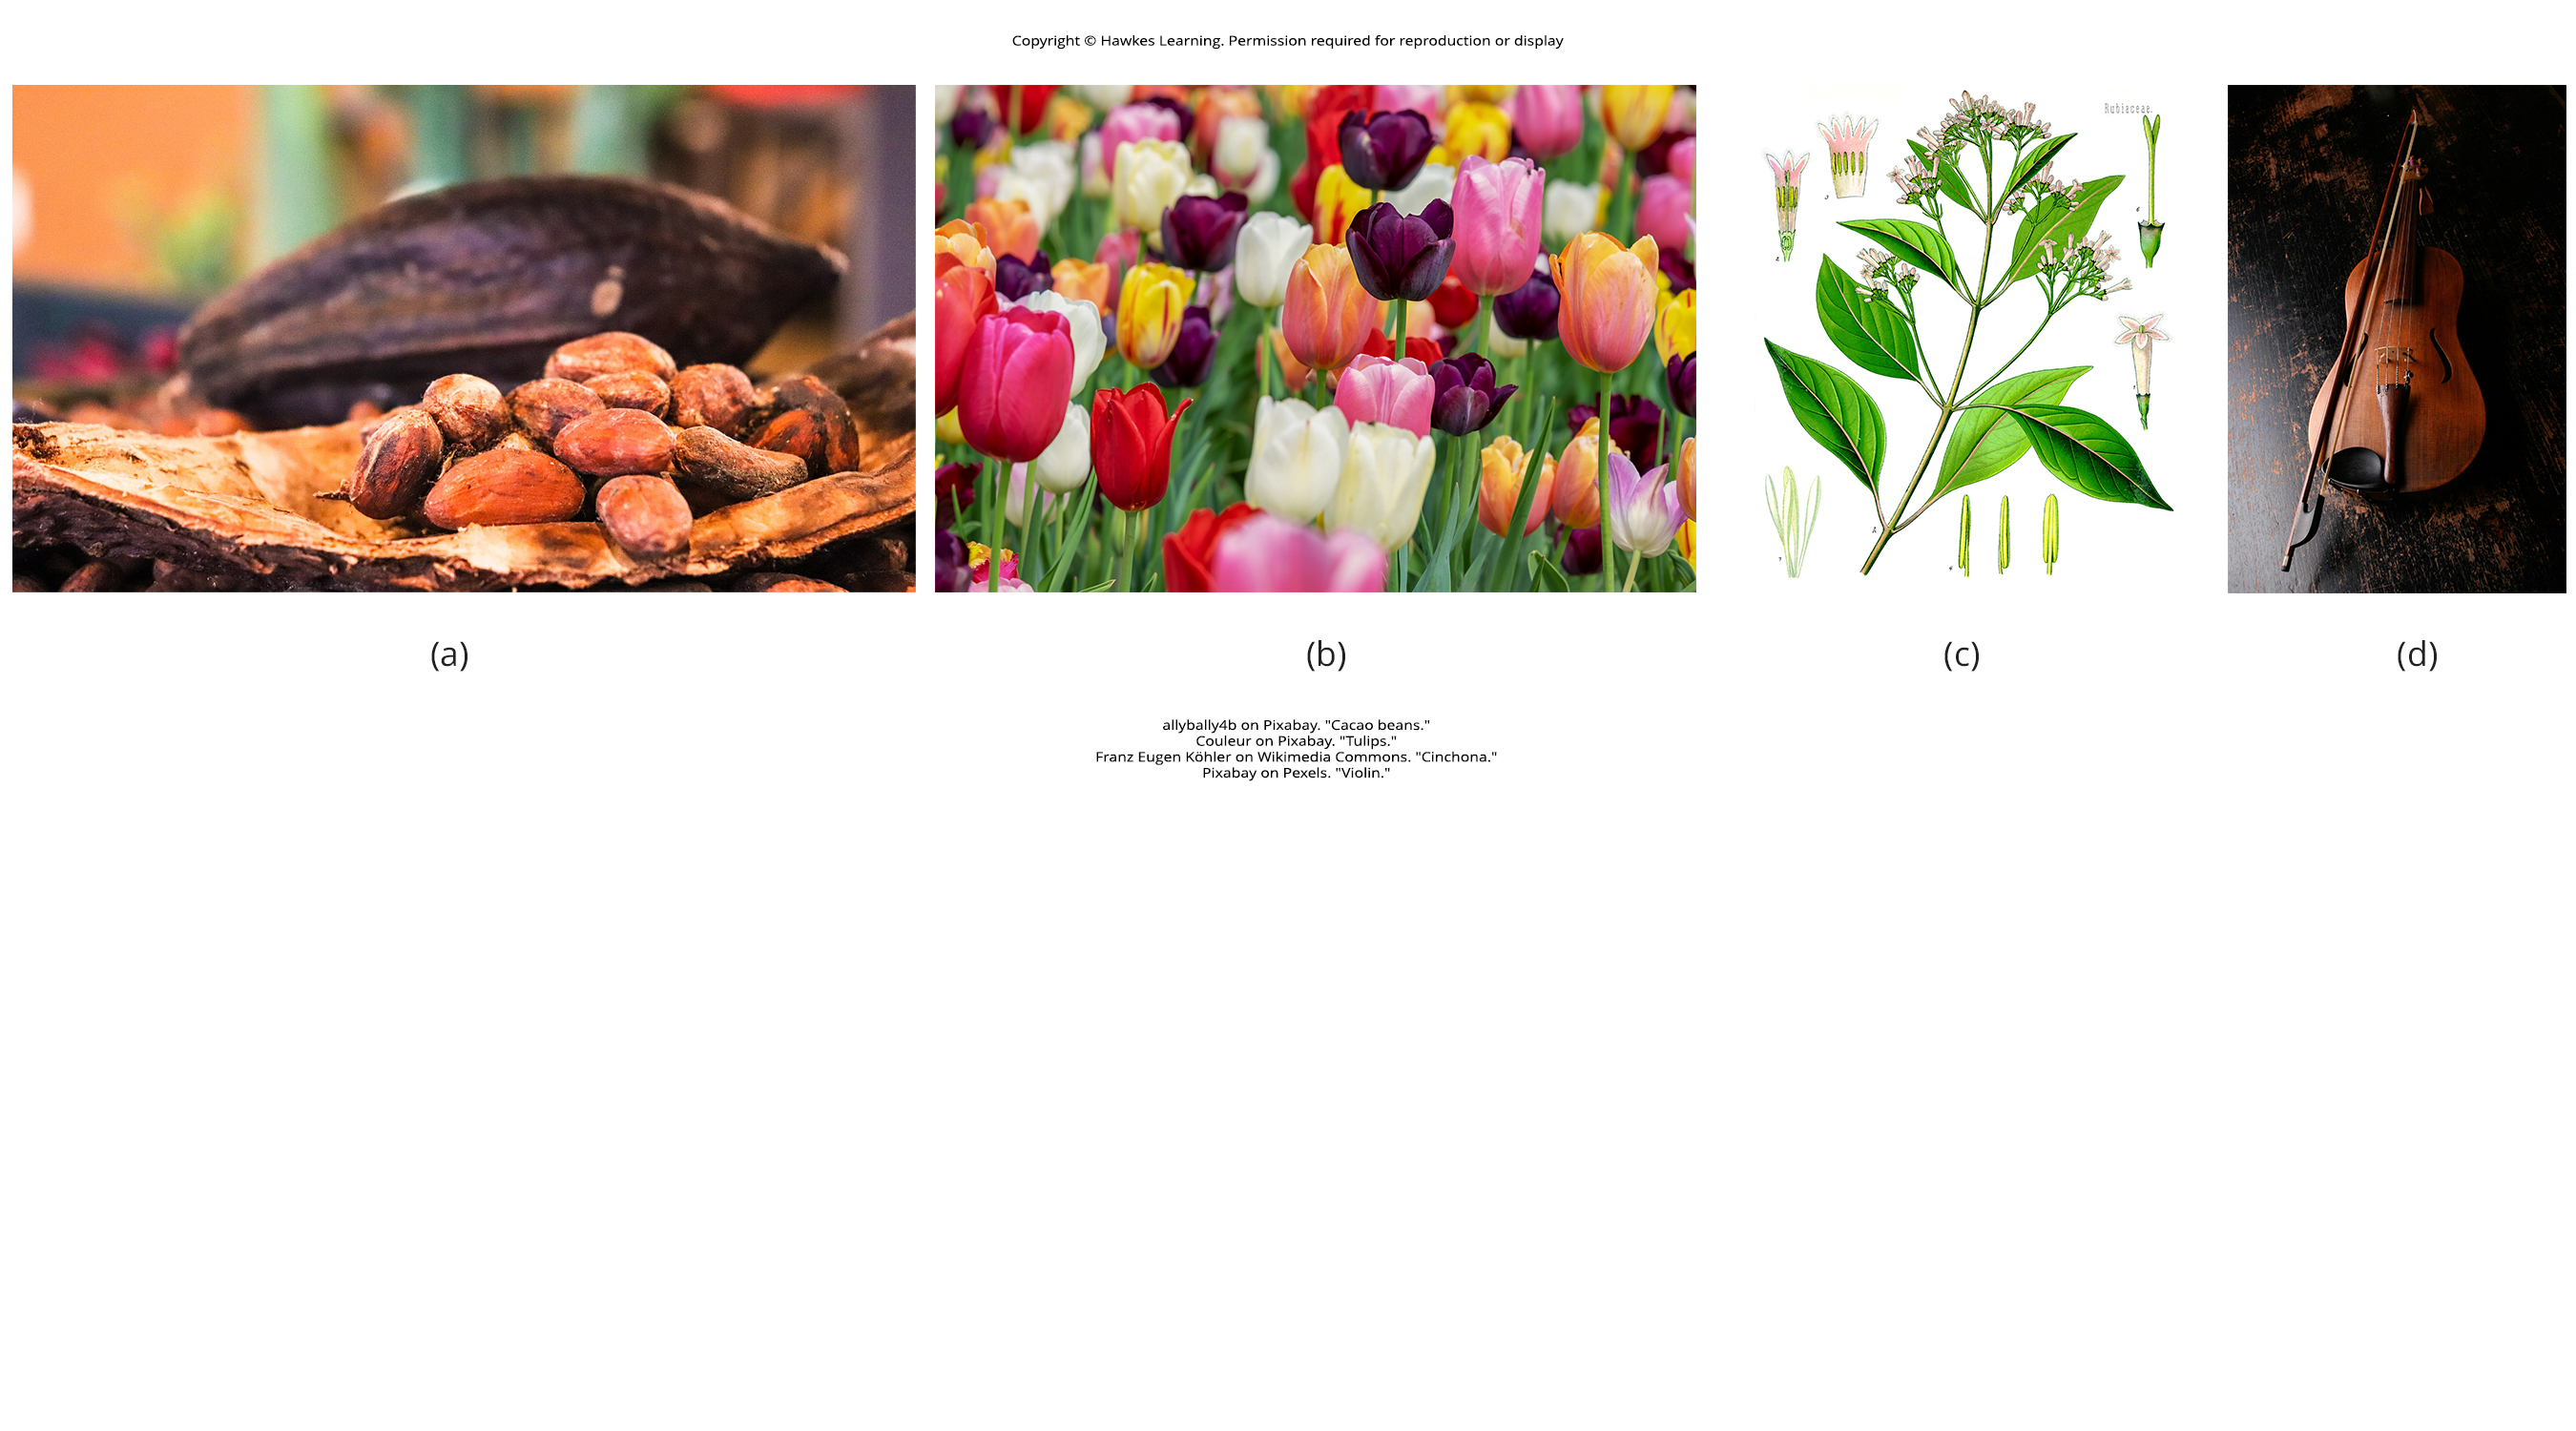 Copyright © Hawkes Learning. Permission required for reproduction or display
Rubiaceae.
(a)
(b)
(c)
(d)
allybally4b on Pixabay. "Cacao beans."
Couleur on Pixabay. "Tulips."
Franz Eugen Köhler on Wikimedia Commons. "Cinchona."
Pixabay on Pexels. "Violin."